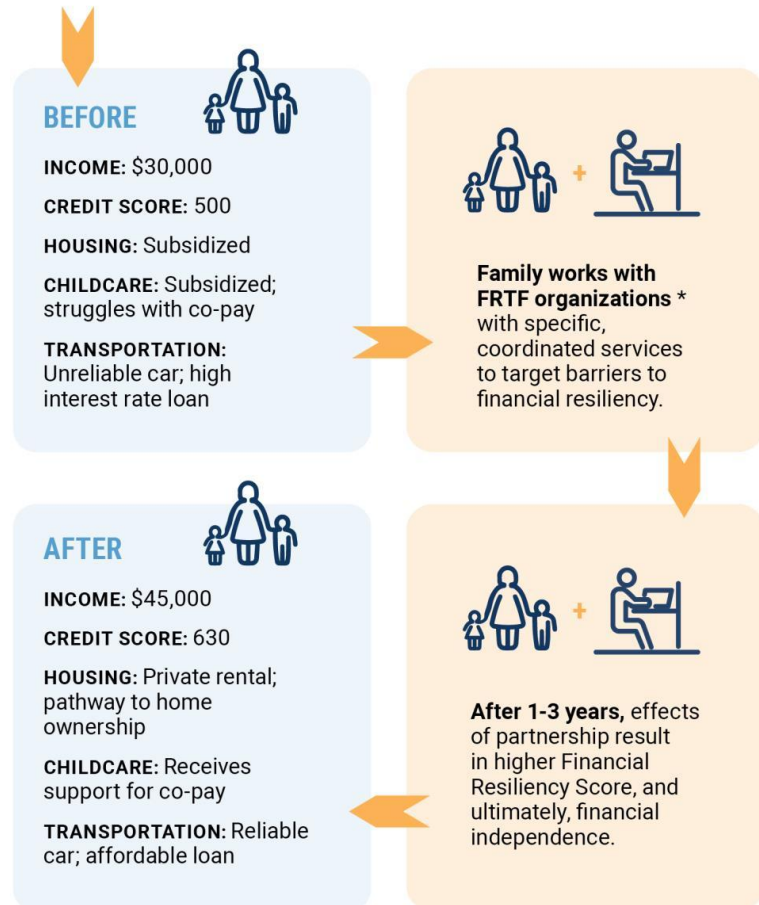 BEFORE
INCOME: $30,000
CREDIT SCORE: 500
HOUSING: Subsidized
CHILDCARE: Subsidized;
struggles with co-pay
TRANSPORTATION:
Unreliable car; high
interest rate loan
+
Family works with
FRTF organizations *
with specific,
coordinated services
to target barriers to
financial resiliency.
+
After 1-3 years, effects
of partnership result
in higher Financial
Resiliency Score, and
ultimately, financial
independence.
AFTER
INCOME: $45,000
CREDIT SCORE: 630
HOUSING: Private rental;
pathway to home
ownership
CHILDCARE: Receives
support for co-pay
TRANSPORTATION: Reliable
car; affordable loan